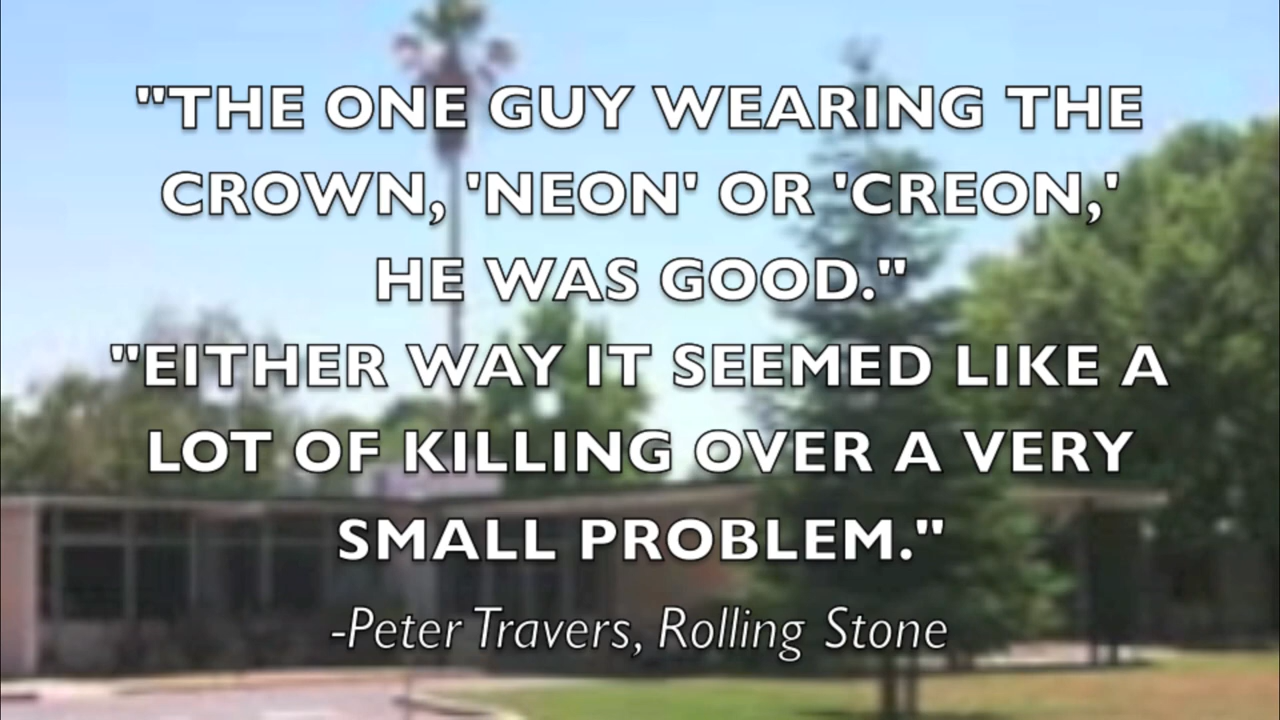 "THE ONE GUY WEARING THE
CROWN, 'NEON' OR 'CREON,'
HE WAS GOOD."
"EITHER WAY IT SEEMED LIKE A
LOT OF KILLING OVER A VERY
SMALL PROBLEM."
-Peter Travers, Rolling Stone